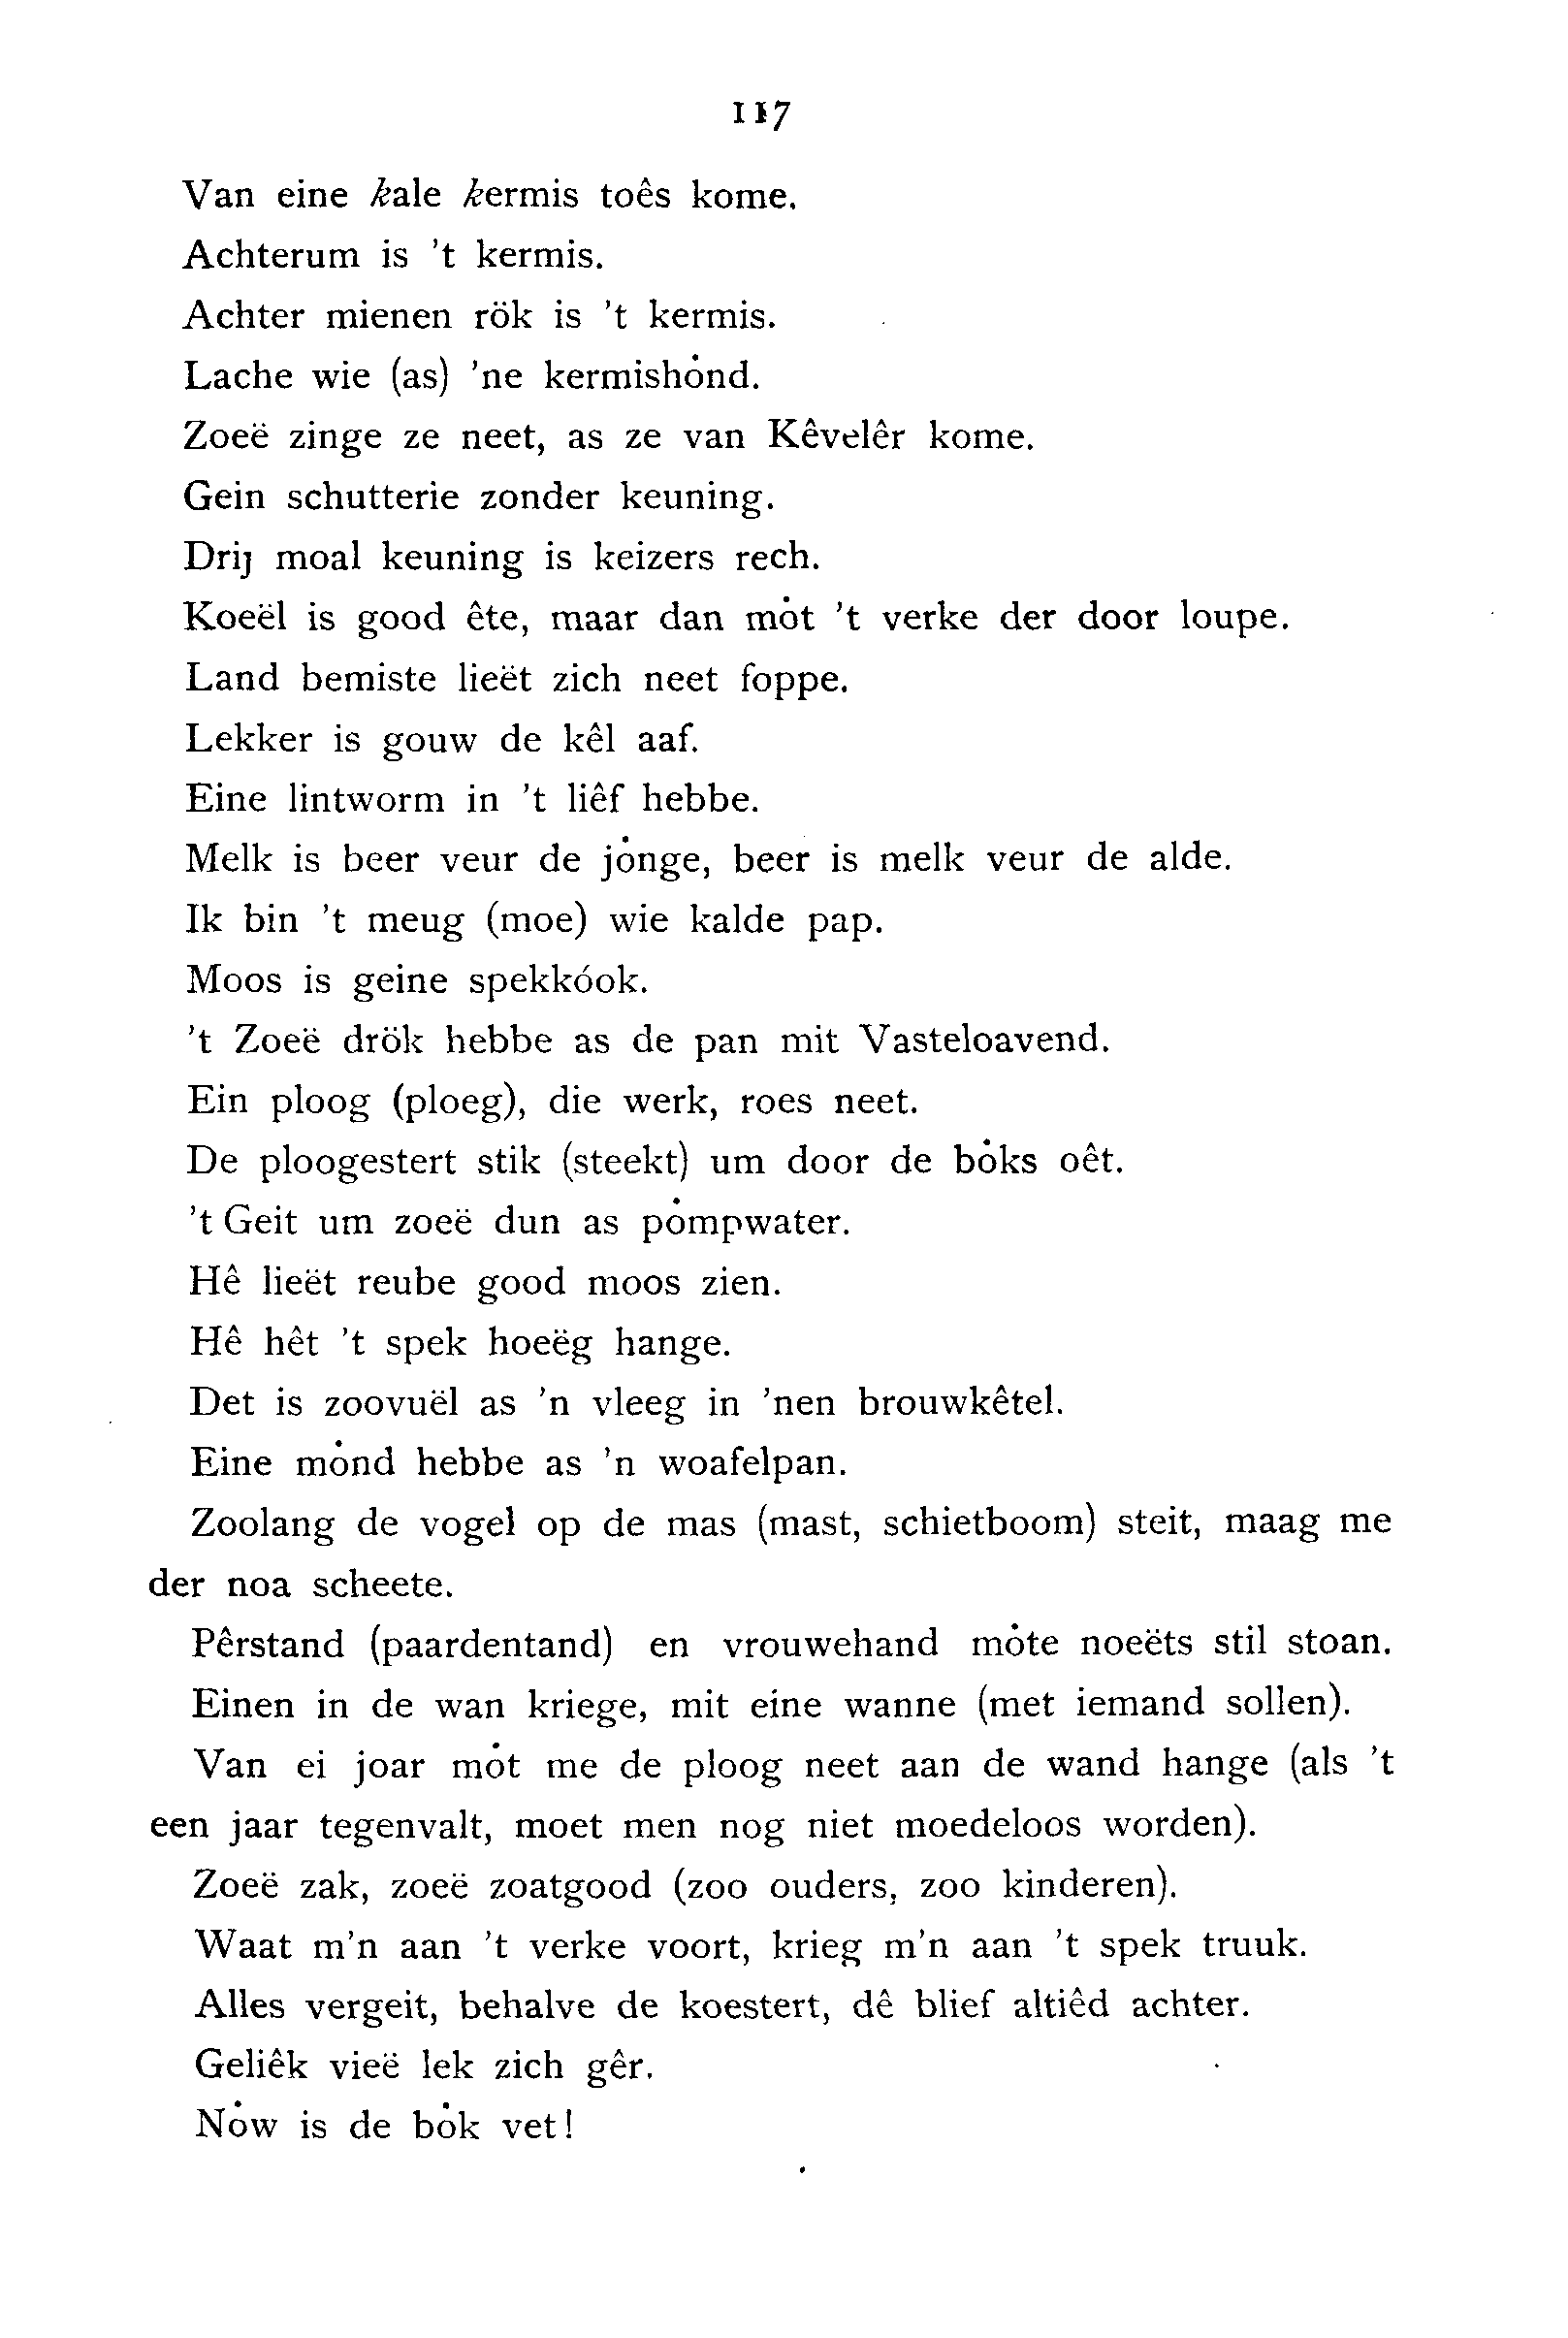 117
Van eine kale kermis toês kome.
Achterum is 't kermis.
Achter mienen rök is 't kermis.
Lache wie (as) 'ne kermishȯnd.
Zoeë zinge ze neet, as ze van Kêvelêr kome.
Gein schutterie zonder keuning.
Drij moal keuning is keizers rech.
Koeël is good ête, maar dan mȯt 't verke der door loupe.
Land bemiste lieët zich neet foppe.
Lekker is gouw de kêl aaf.
Eine lintworm in 't liêf hebbe.
Melk is beer veur de jȯnge, beer is melk veur de alde.
Ik bin 't meug (moe) wie kalde pap.
Moos is geine spekkóok.
't Zoeë drök hebbe as de pan mit Vasteloavend.
Ein ploog (ploeg), die werk, roes neet.
De ploogestert stik (steekt) um door de bȯks oêt.
't Geit um zoeë dun as pȯmpwater.
Hê lieët reube good moos zien.
Hê hêt 't spek hoeëg hange.
Det is zoovuël as 'n vleeg in 'nen brouwkêtel.
Eine mȯnd hebbe as 'n woafelpan.
Zoolang de vogel op de mas (mast, schietboom) steit, maag me
der noa scheete.
Pêrstand (paardentand) en vrouwehand mȯte noeëts stil stoan.
Einen in de wan kriege, mit eine wanne (met iemand sollen).
Van ei joar mȯt me de ploog neet aan de wand hange (als 't
een jaar tegenvalt, moet men nog niet moedeloos worden).
Zoeë zak, zoeë zoatgood (zoo ouders, zoo kinderen).
Waat m'n aan 't verke voort, krieg m'n aan 't spek truuk.
Alles vergeit, behalve de koestert, dê blief altiêd achter.
Geliêk vieë lek zich gêr.
Nȯw is de bȯk vet!